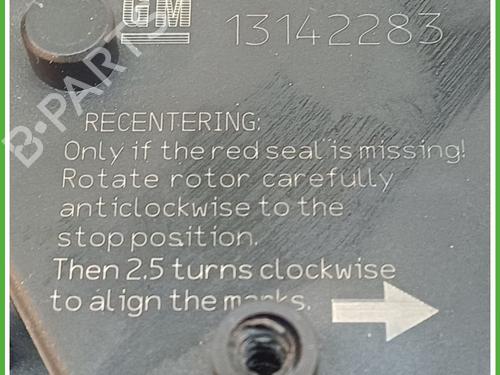 GM 13142283
RECENTERING:
Only if the red seal is missing!
Rotate rotor carefully
anticlockwise to the
stop position.
Then 2.5 turns clockwise
to align the marks.
B-PARTS